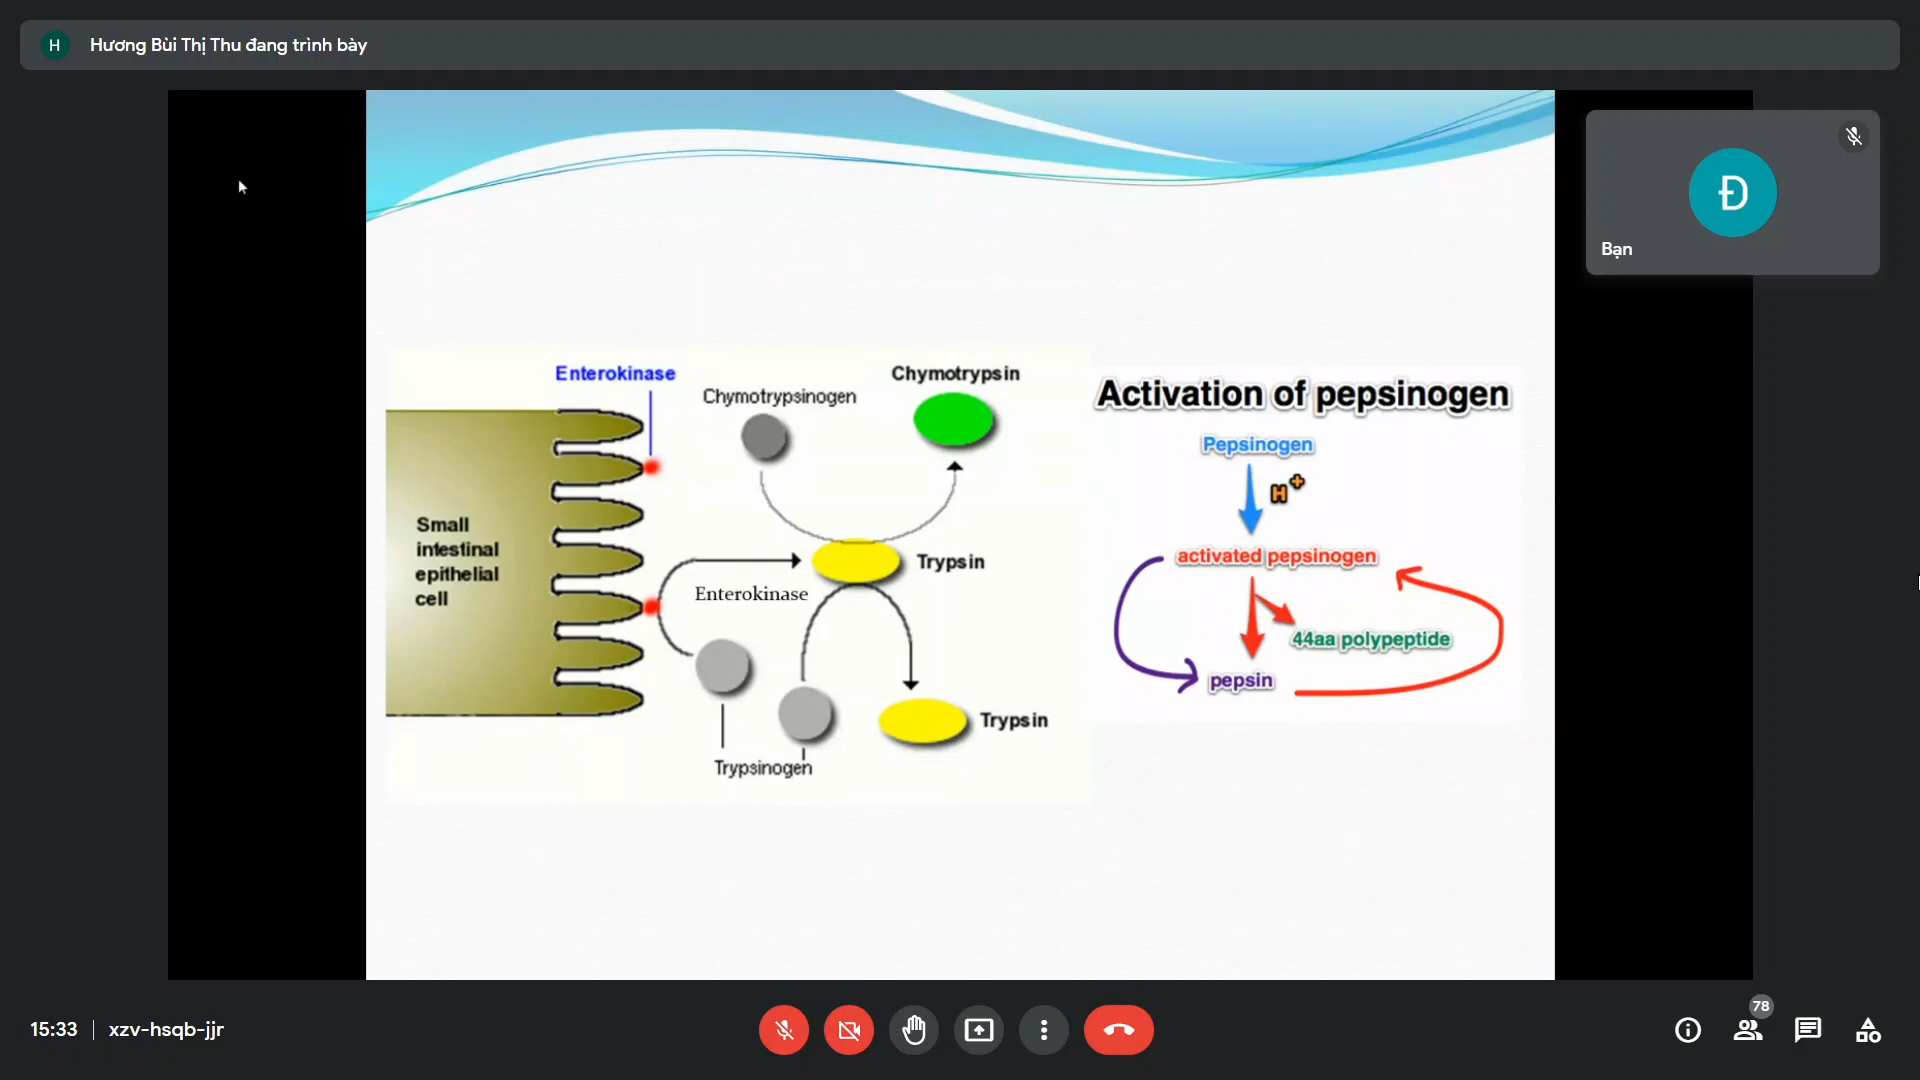 H
Hương Bùi Thị Thu đang trình bày
Đ
Bạn
Enterokinase
Chymotrypsinogen
Chymotrypsin
Small
intestinal
epithelial
cell
Trypsin
Enterokinase
Trypsin
Trypsinogen
Activation of pepsinogen
Pepsinogen
H+
activated pepsinogen
44aa polypeptide
pepsin
15:33 | xzv-hsqb-jjr
78